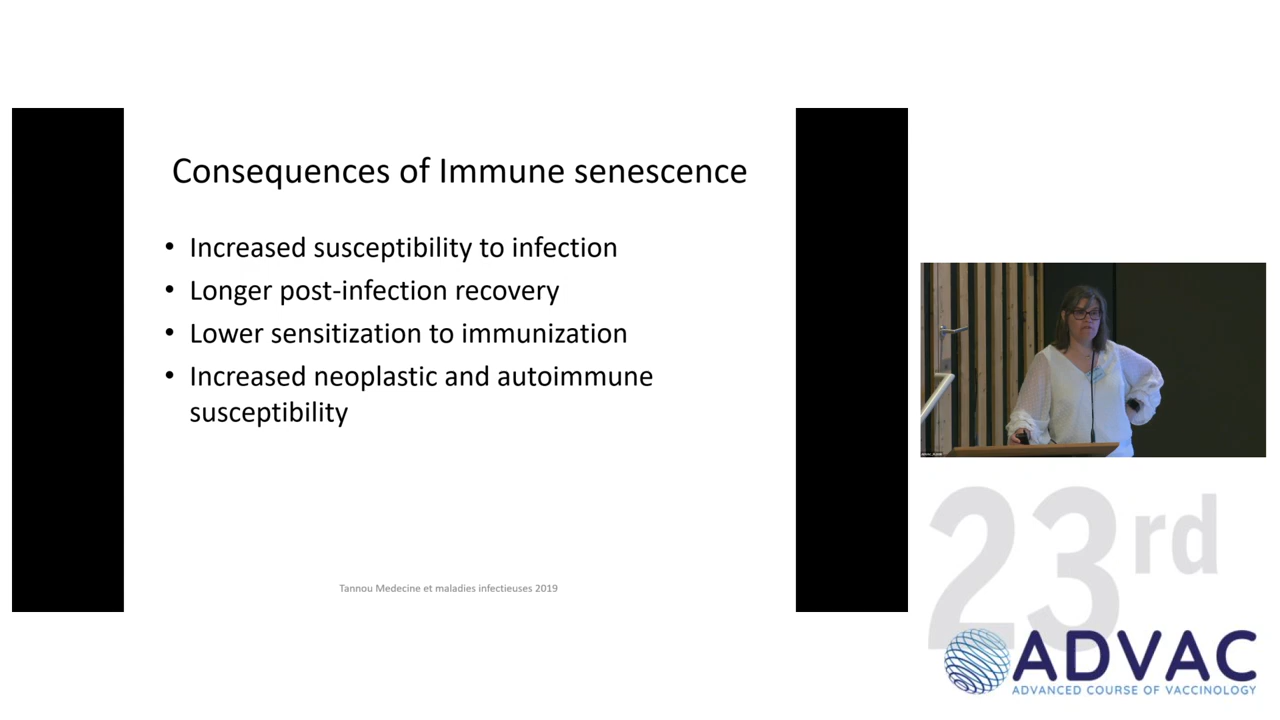 Consequences of Immune senescence
• Increased susceptibility to infection
• Longer post-infection recovery
• Lower sensitization to immunization
• Increased neoplastic and autoimmune
susceptibility
Tannou Medecine et maladies infectieuses 2019
23rd
ADVAC
ADVANCED COURSE OF VACCINOLOGY